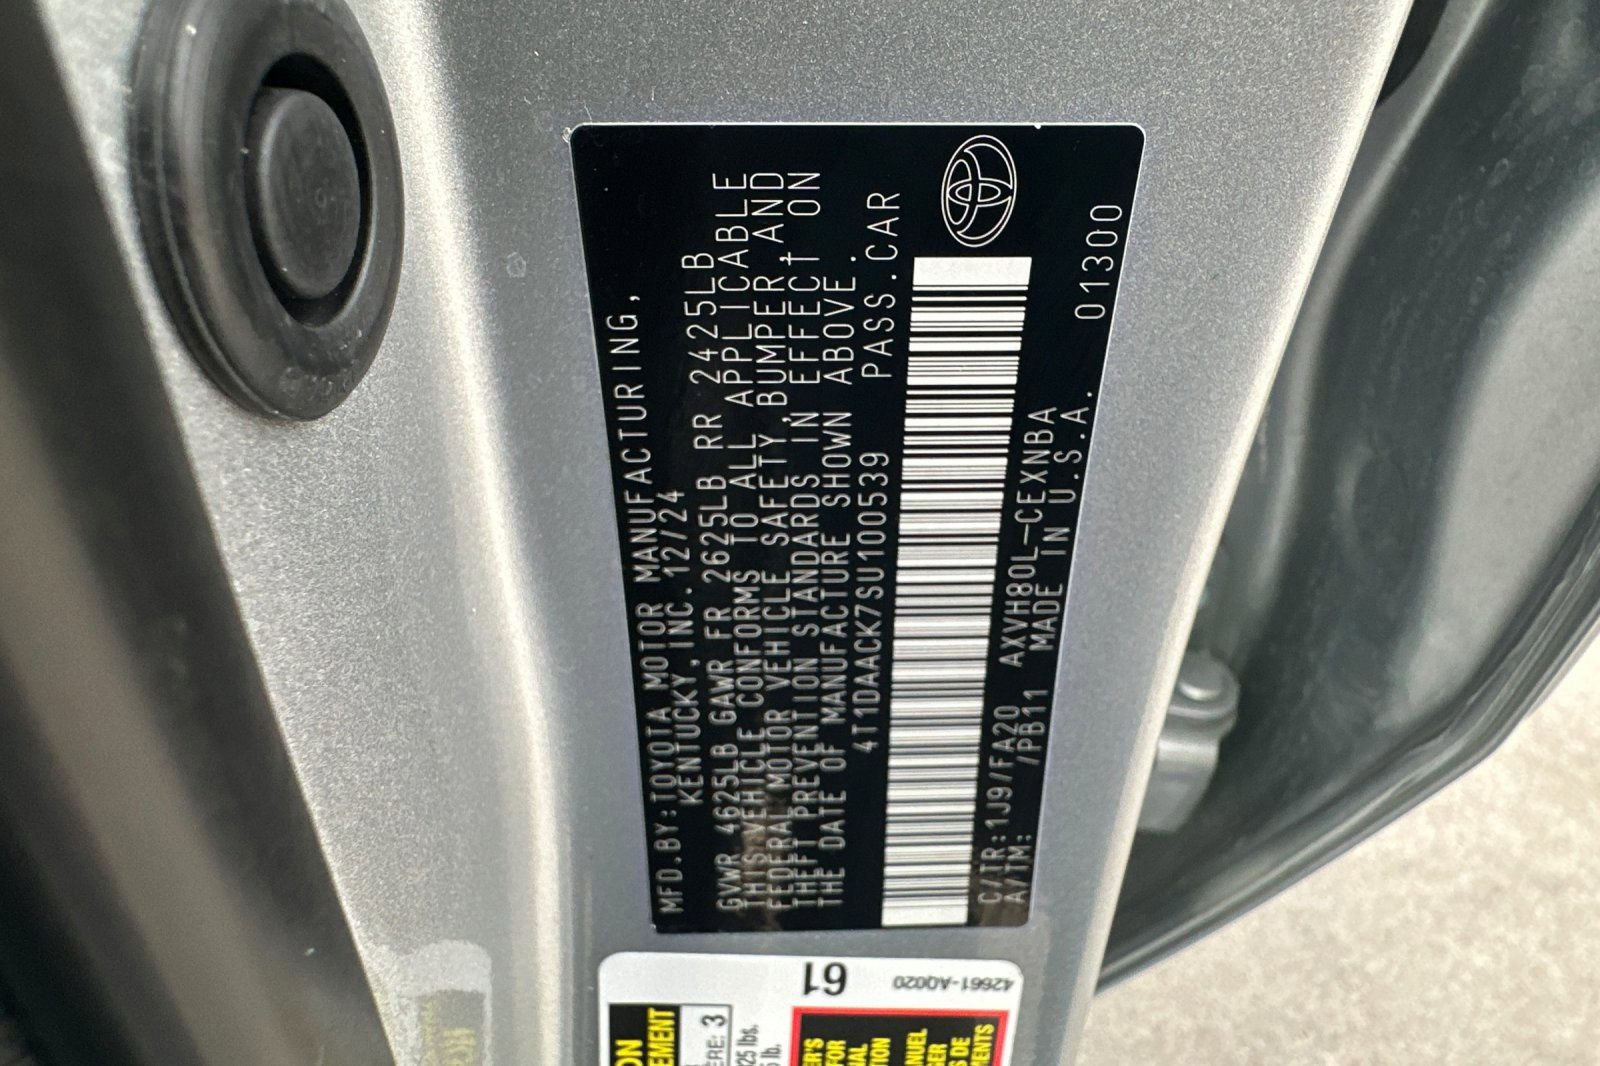 MFD.BY:TOYOTA MOTOR MANUFACTURING,
KENTUCKY,INC. 12/24
GVWR 4625LB GAWR FR 2625LB RR 2425LB
THIS VEHICLE CONFORMS TO ALL APPLICABLE
FEDERAL MOTOR VEHICLE SAFETY,BUMPER,AND
THEFT PREVENTION STANDARDS IN EFFECT ON
THE DATE OF MANUFACTURE SHOWN ABOVE.
4T1DAACK7SU100539 PASS.CAR
C/TR:1J9/FA20 AXVH80L-CEXNBA 01300
A/TM: /PB11 MADE IN U.S.A.
61
42661-AQ020